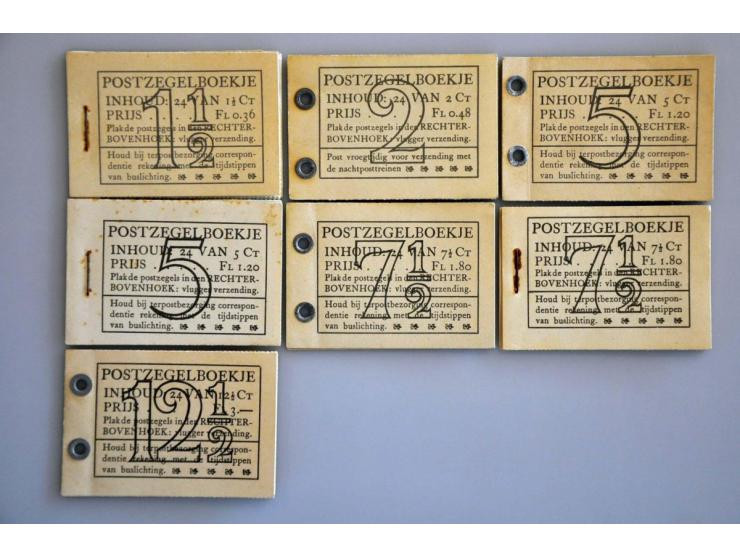 POSTZEGELBOEKJE
INHOUD: 24 VAN 1½ CT
PRIJS . . . FL 0.36
Plak de postzegels in den RECHTER-
BOVENHOEK: vlugger verzending.
Houd bij terpostbezorging correspon-
dentie rekening met de tijdstippen
van buslichting.
1½
POSTZEGELBOEKJE
INHOUD: 24 VAN 2 CT
PRIJS . . . FL 0.48
Plak de postzegels in den RECHTER-
BOVENHOEK: vlugger verzending.
Post vroegtijdig voor verzending met
de nachtposttreinen
2
POSTZEGELBOEKJE
INHOUD: 24 VAN 5 CT
PRIJS . . . FL 1.20
Plak de postzegels in den RECHTER-
BOVENHOEK: vlugger verzending.
Houd bij terpostbezorging correspon-
dentie rekening met de tijdstippen
van buslichting.
5
POSTZEGELBOEKJE
INHOUD: 24 VAN 5 CT
PRIJS . . . FL 1.20
Plak de postzegels in den RECHTER-
BOVENHOEK: vlugger verzending.
Houd bij terpostbezorging correspon-
dentie rekening met de tijdstippen
van buslichting.
5
POSTZEGELBOEKJE
INHOUD: 24 VAN 7½ CT
PRIJS . . . FL 1.80
Plak de postzegels in den RECHTER-
BOVENHOEK: vlugger verzending.
Houd bij terpostbezorging correspon-
dentie rekening met de tijdstippen
van buslichting.
7½
POSTZEGELBOEKJE
INHOUD: 24 VAN 7½ CT
PRIJS . . . FL 1.80
Plak de postzegels in den RECHTER-
BOVENHOEK: vlugger verzending.
Houd bij terpostbezorging correspon-
dentie rekening met de tijdstippen
van buslichting.
7½
POSTZEGELBOEKJE
INHOUD: 24 VAN 12½ CT
PRIJS FL 3.—
Plak de postzegels in den RECHTER-
BOVENHOEK: vlugger verzending.
Houd bij terpostbezorging correspon-
dentie rekening met de tijdstippen
van buslichting.
12½